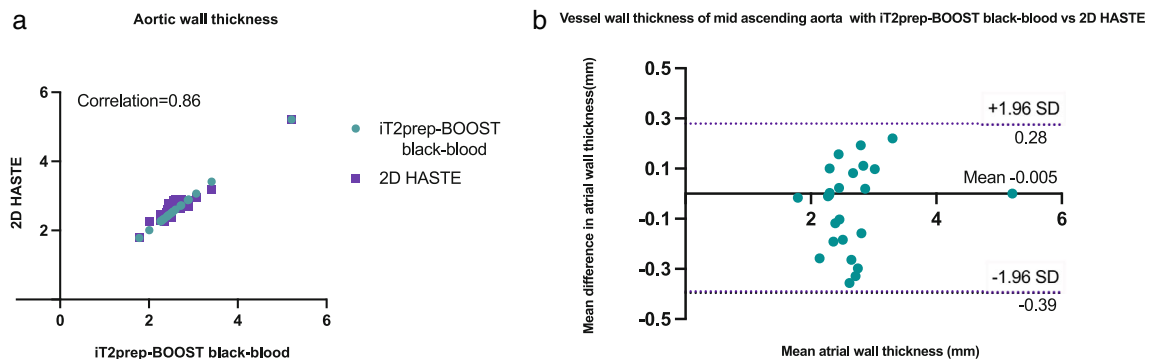 a
Aortic wall thickness
Correlation=0.86
6
4
2
0
0
2
4
6
2D HASTE
iT2prep-BOOST black-blood
iT2prep-BOOST
black-blood
2D HASTE
b
Vessel wall thickness of mid ascending aorta with iT2prep-BOOST black-blood vs 2D HASTE
Mean difference in atrial wall thickness(mm)
0.5
0.3
0.1
-0.1
-0.3
-0.5
+1.96 SD
0.28
Mean -0.005
2
4
6
-1.96 SD
-0.39
Mean atrial wall thickness (mm)